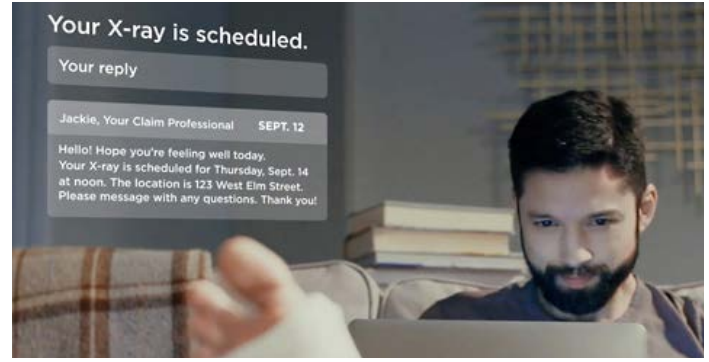 Your X-ray is scheduled.
Your reply
Jackie, Your Claim Professional SEPT. 12
Hello! Hope you're feeling well today.
Your X-ray is scheduled for Thursday, Sept. 14
at noon. The location is 123 West Elm Street.
Please message with any questions. Thank you!